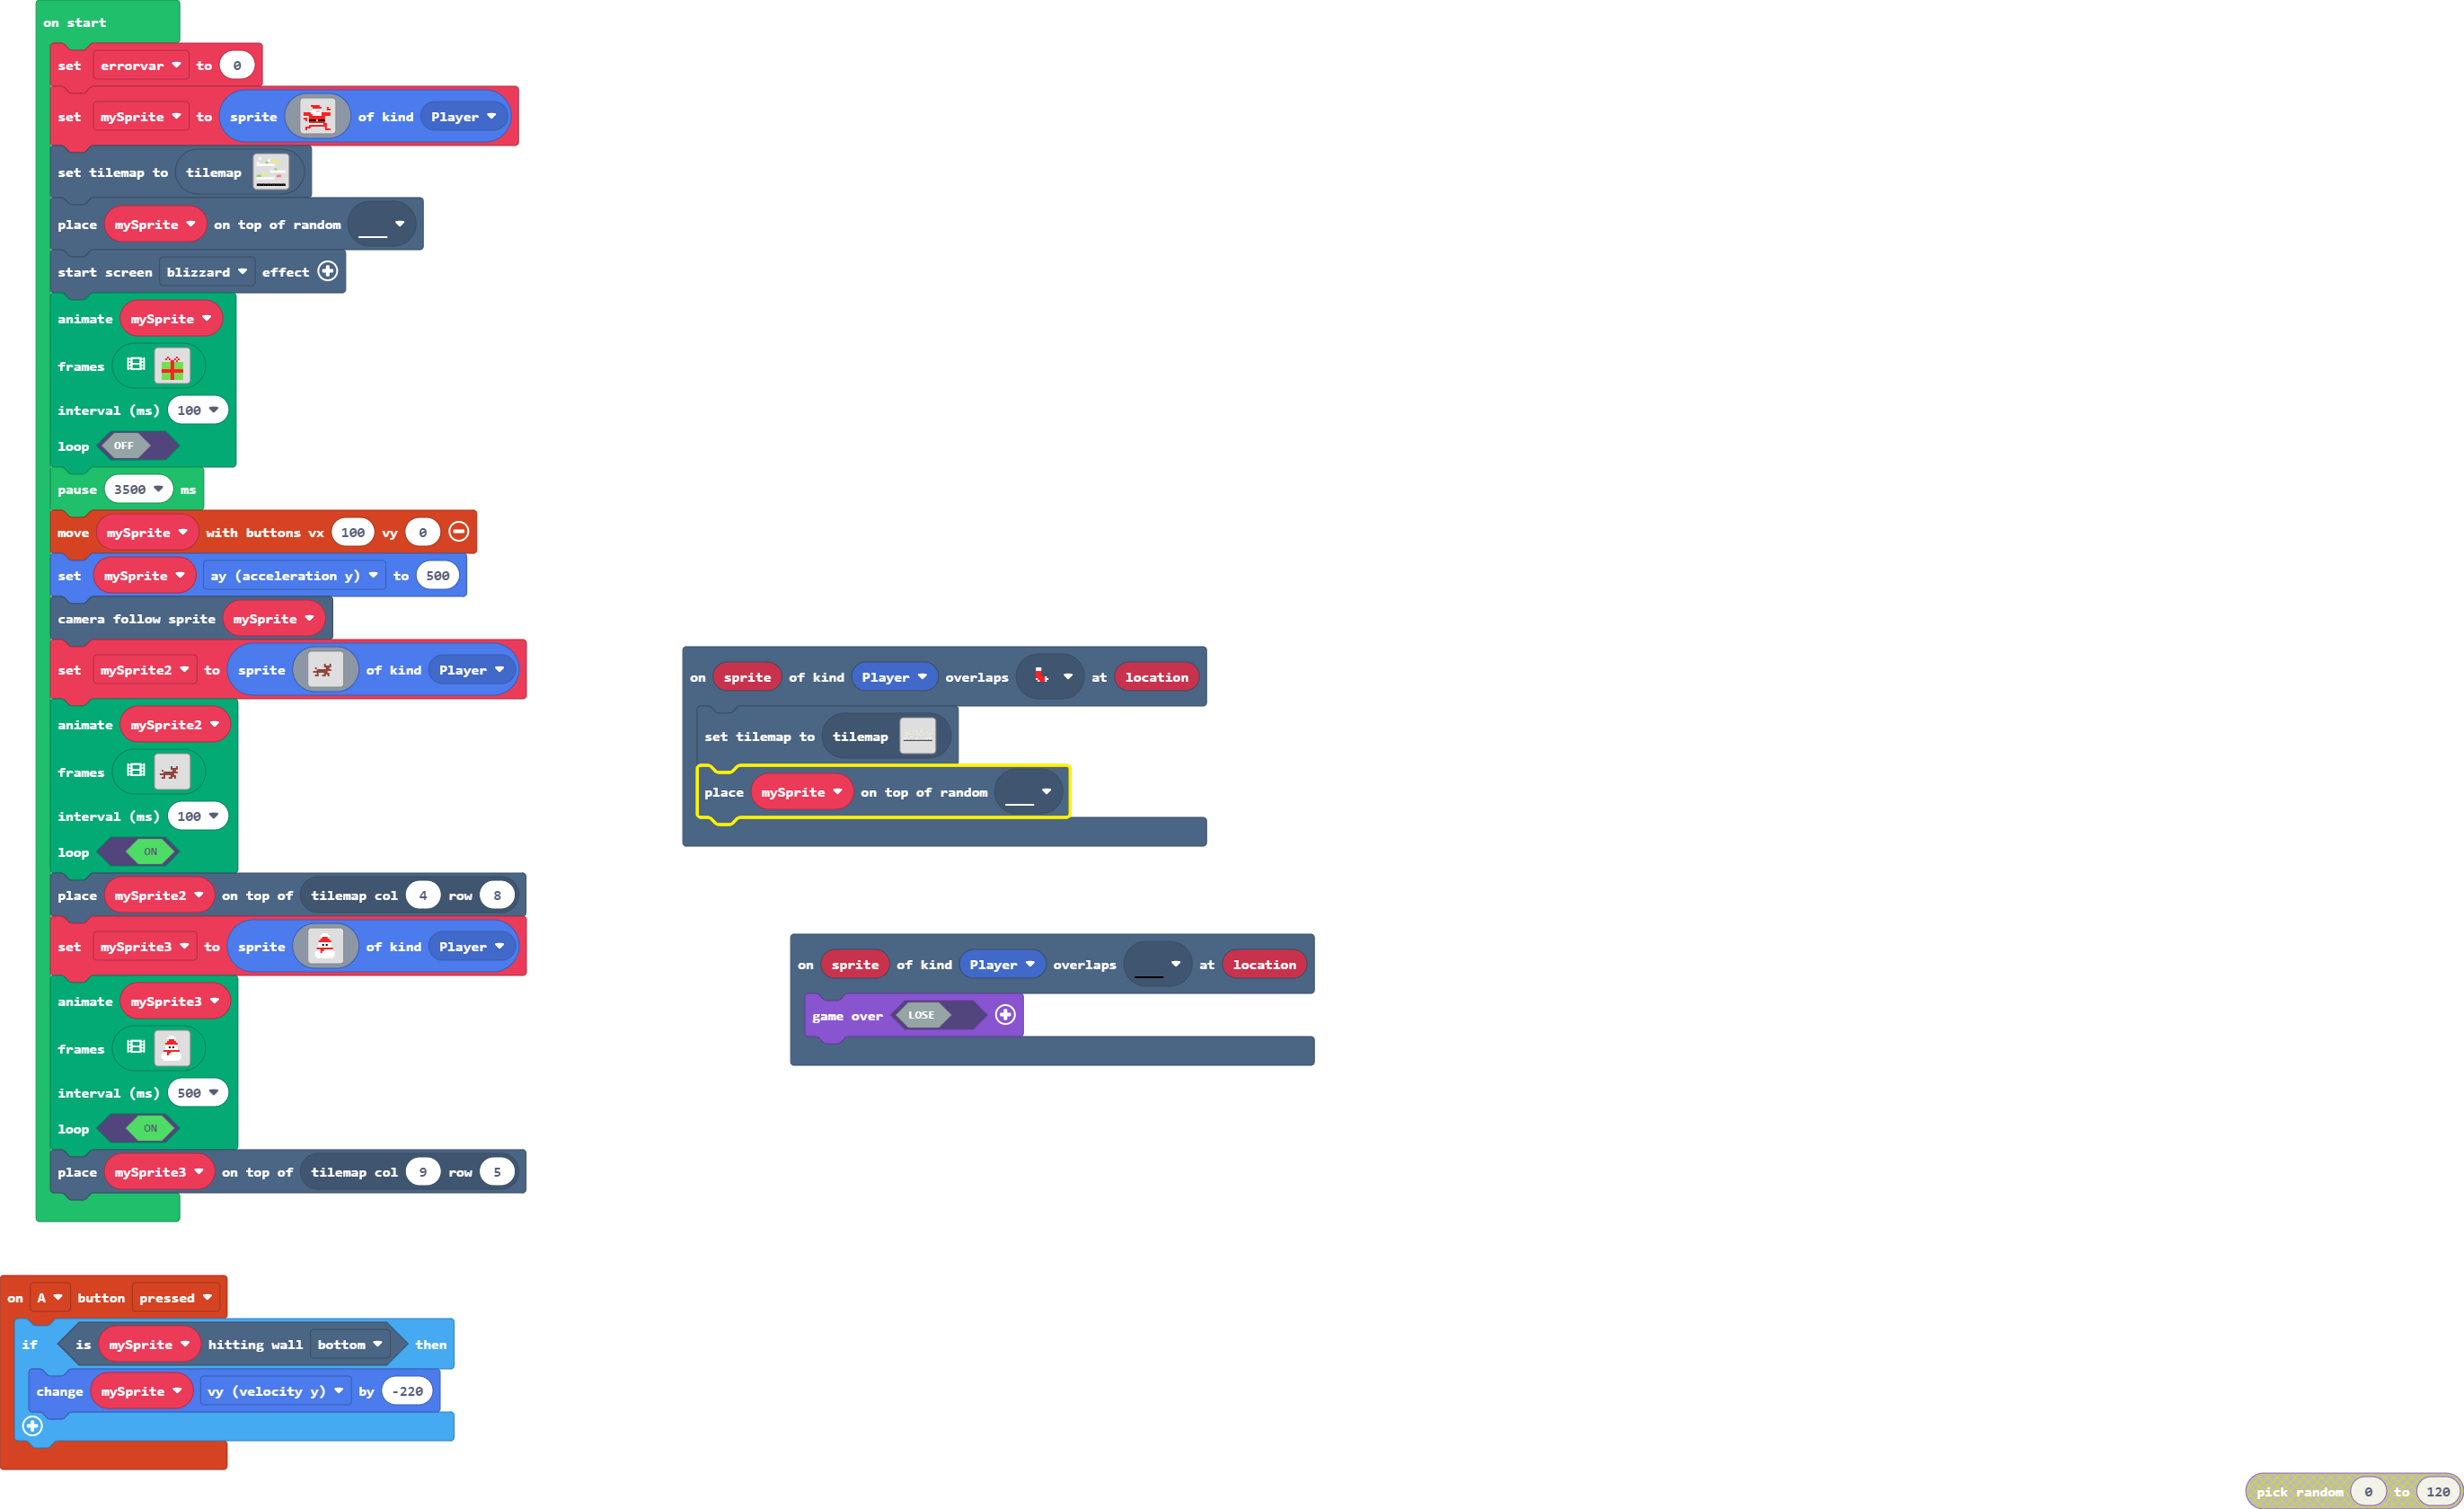 on start
set errorvar to 0
set mySprite to sprite of kind Player
set tilemap to tilemap
place mySprite on top of random
start screen blizzard effect
animate mySprite
frames
interval (ms) 100
loop OFF
pause 3500 ms
move mySprite with buttons vx 100 vy 0
set mySprite ay (acceleration y) to 500
camera follow sprite mySprite
set mySprite2 to sprite of kind Player
animate mySprite2
frames
interval (ms) 100
loop ON
place mySprite2 on top of tilemap col 4 row 8
set mySprite3 to sprite of kind Player
animate mySprite3
frames
interval (ms) 500
loop ON
place mySprite3 on top of tilemap col 9 row 5
on A button pressed
if is mySprite hitting wall bottom then
change mySprite vy (velocity y) by -220
on sprite of kind Player overlaps at location
set tilemap to tilemap
place mySprite on top of random
on sprite of kind Player overlaps at location
game over LOSE
pick random 0 to 120